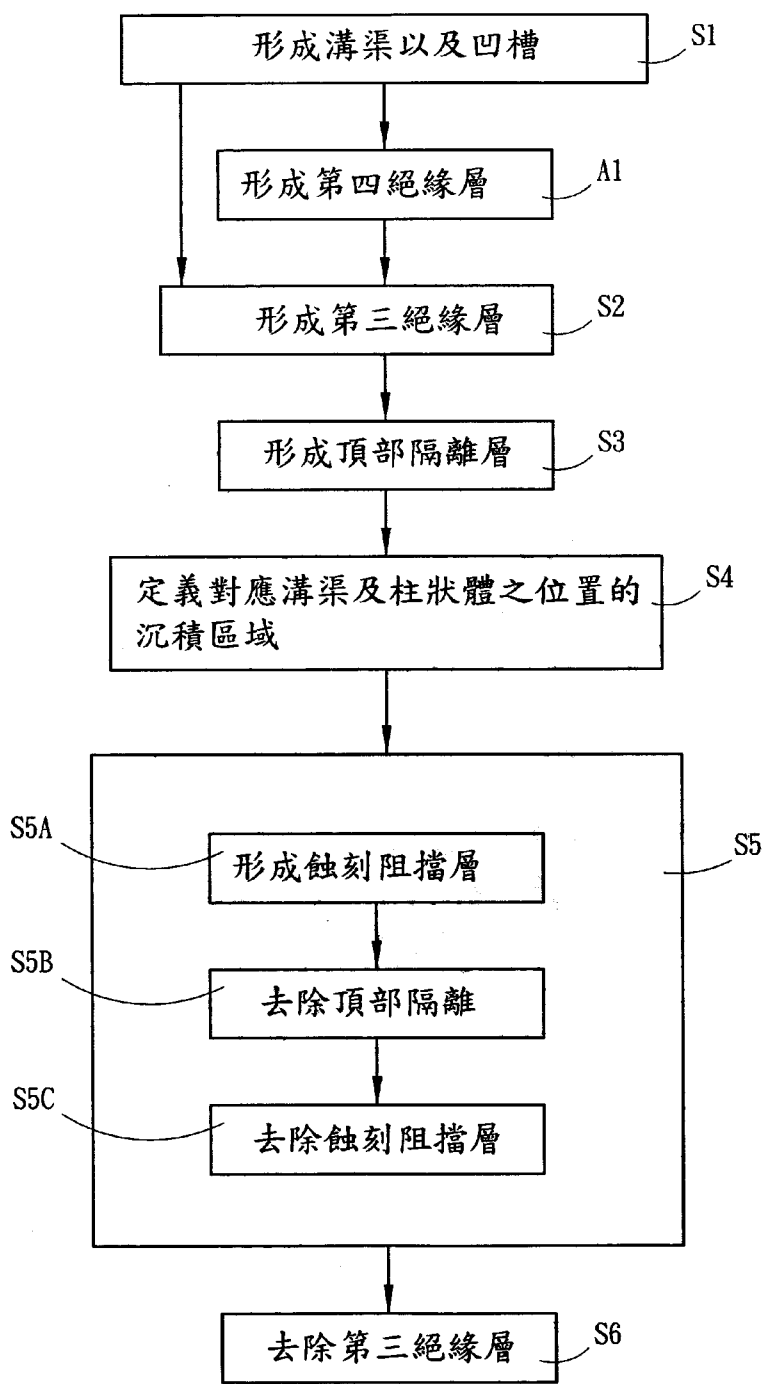 形成溝渠以及凹槽
S1
形成第四絕緣層
A1
形成第三絕緣層
S2
形成頂部隔離層
S3
定義對應溝渠及柱狀體之位置的
沉積區域
S4
S5
S5A
形成蝕刻阻擋層
S5B
去除頂部隔離
S5C
去除蝕刻阻擋層
去除第三絕緣層
S6